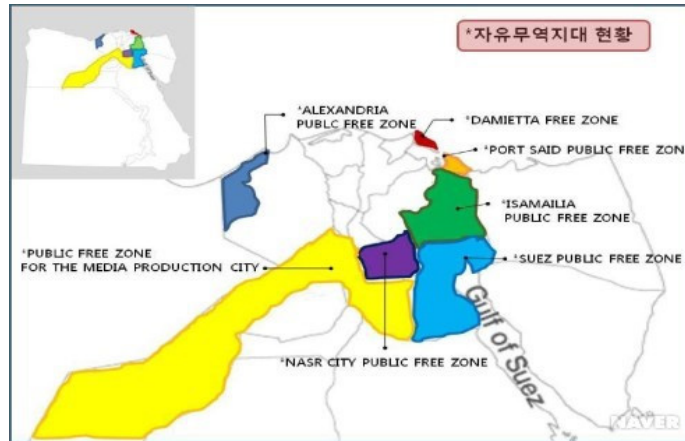 *자유무역지대 현황
*ALEXANDRIA
PUBLC FREE ZONE
*DAMIETTA FREE ZONE
*PORT SAID PUBLIC FREE ZON
*ISAMAILIA
PUBLIC FREE ZONE
*PUBLIC FREE ZONE
FOR THE MEDIA PRODUCTION CITY
*SUEZ PUBLIC FREE ZONE
Gulf of Suez
*NASR CITY PUBLIC FREE ZONE
NAVER